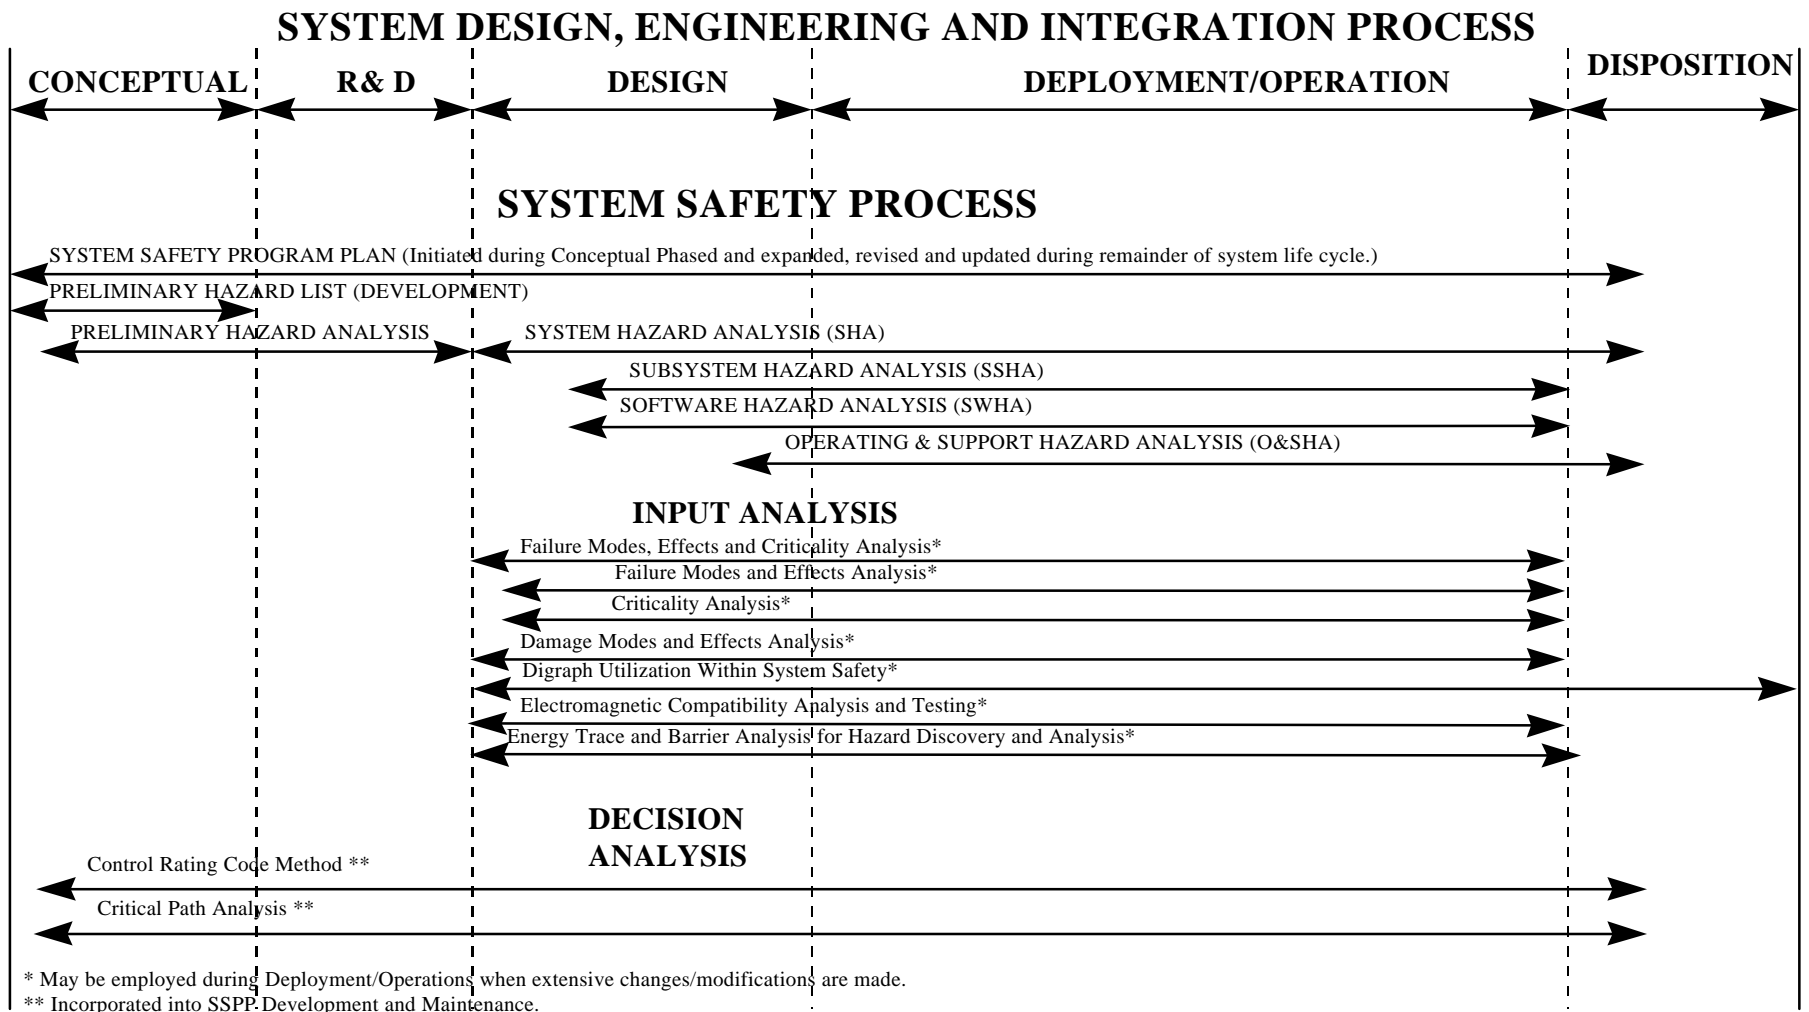 SYSTEM DESIGN, ENGINEERING AND INTEGRATION PROCESS
CONCEPTUAL
R& D
DESIGN
DEPLOYMENT/OPERATION
DISPOSITION
SYSTEM SAFETY PROCESS
SYSTEM SAFETY PROGRAM PLAN (Initiated during Conceptual Phased and expanded, revised and updated during remainder of system life cycle.)
PRELIMINARY HAZARD LIST (DEVELOPMENT)
PRELIMINARY HAZARD ANALYSIS
SYSTEM HAZARD ANALYSIS (SHA)
SUBSYSTEM HAZARD ANALYSIS (SSHA)
SOFTWARE HAZARD ANALYSIS (SWHA)
OPERATING & SUPPORT HAZARD ANALYSIS (O&SHA)
INPUT ANALYSIS
Failure Modes, Effects and Criticality Analysis*
Failure Modes and Effects Analysis*
Criticality Analysis*
Damage Modes and Effects Analysis*
Digraph Utilization Within System Safety*
Electromagnetic Compatibility Analysis and Testing*
Energy Trace and Barrier Analysis for Hazard Discovery and Analysis*
DECISION
ANALYSIS
Control Rating Code Method **
Critical Path Analysis **
* May be employed during Deployment/Operations when extensive changes/modifications are made.
** Incorporated into SSPP Development and Maintenance.